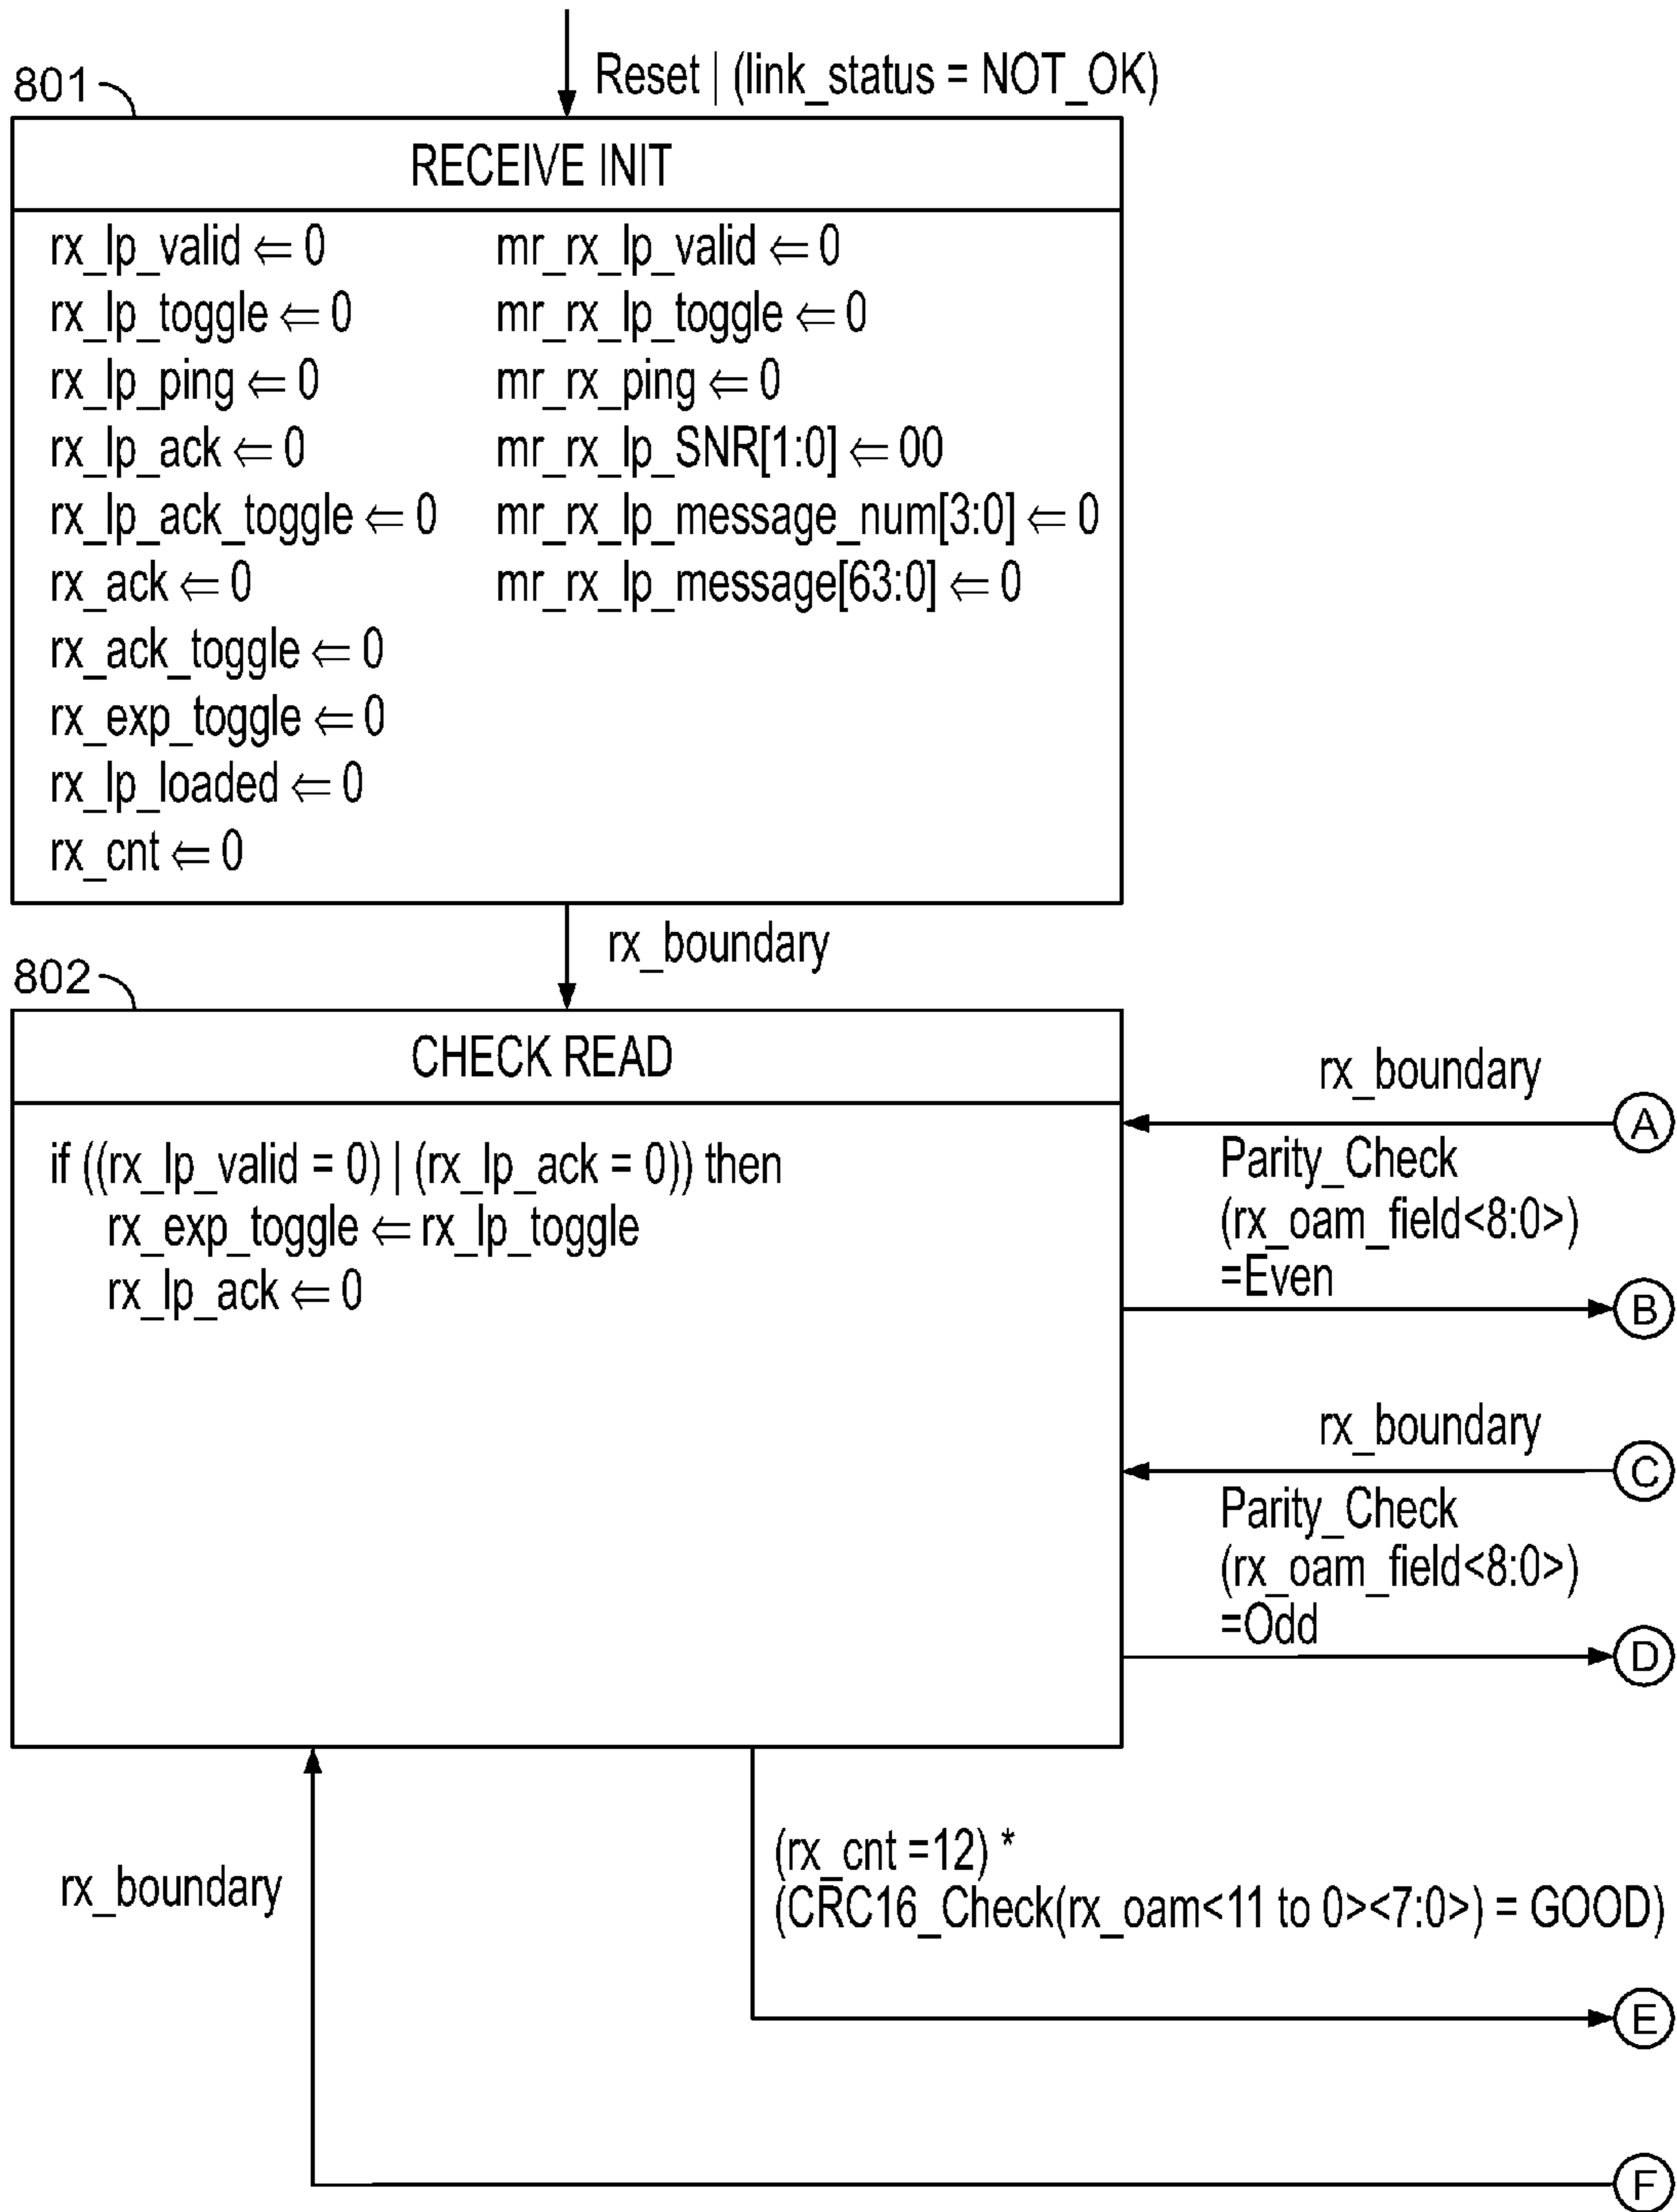 Reset | (link_status = NOT_OK)
801
RECEIVE INIT
rx_lp_valid ⇐ 0 mr_rx_lp_valid ⇐ 0
rx_lp_toggle ⇐ 0 mr_rx_lp_toggle ⇐ 0
rx_lp_ping ⇐ 0 mr_rx_ping ⇐ 0
rx_lp_ack ⇐ 0 mr_rx_lp_SNR[1:0] ⇐ 00
rx_lp_ack_toggle ⇐ 0 mr_rx_lp_message_num[3:0] ⇐ 0
rx_ack ⇐ 0 mr_rx_lp_message[63:0] ⇐ 0
rx_ack_toggle ⇐ 0
rx_exp_toggle ⇐ 0
rx_lp_loaded ⇐ 0
rx_cnt ⇐ 0
rx_boundary
802
CHECK READ
if ((rx_lp_valid = 0) | (rx_lp_ack = 0)) then
rx_exp_toggle ⇐ rx_lp_toggle
rx_lp_ack ⇐ 0
rx_boundary
A
Parity_Check
(rx_oam_field<8:0>)
=Even
B
rx_boundary
C
Parity_Check
(rx_oam_field<8:0>)
=Odd
D
(rx_cnt =12) *
(CRC16_Check(rx_oam<11 to 0><7:0>) = GOOD)
E
rx_boundary
F